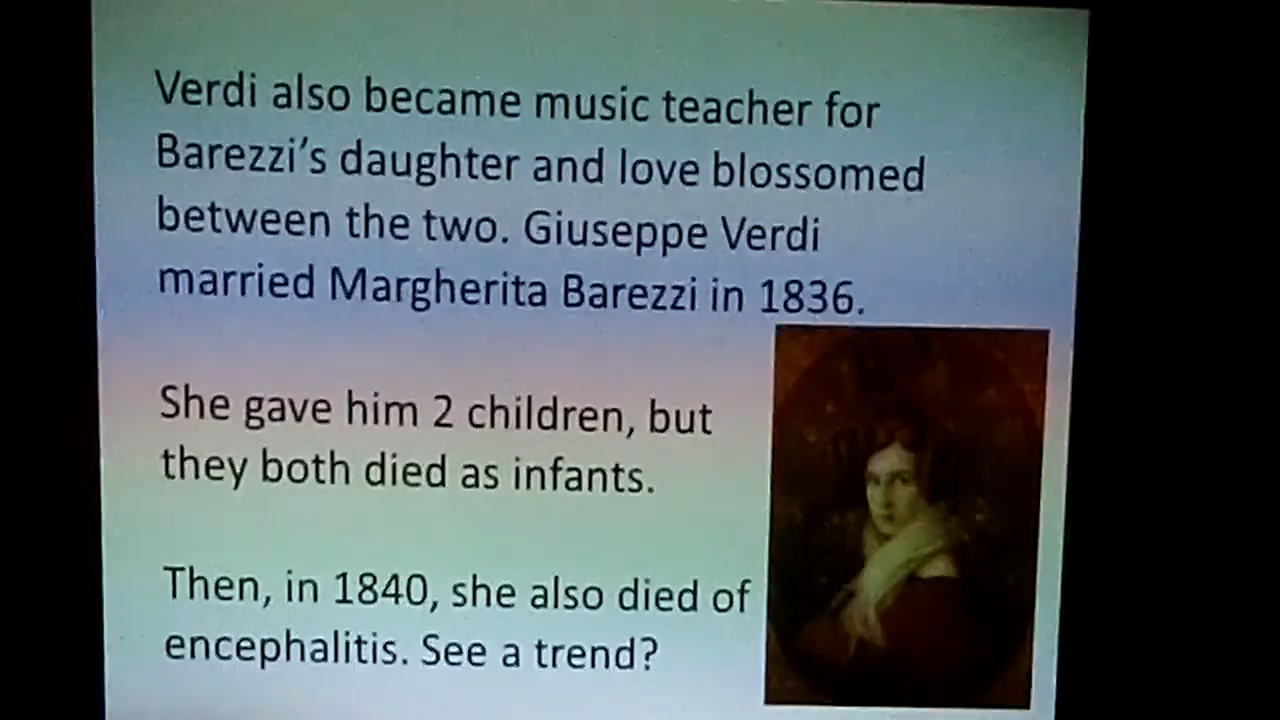 Verdi also became music teacher for
Barezzi’s daughter and love blossomed
between the two. Giuseppe Verdi
married Margherita Barezzi in 1836.
She gave him 2 children, but
they both died as infants.
Then, in 1840, she also died of
encephalitis. See a trend?